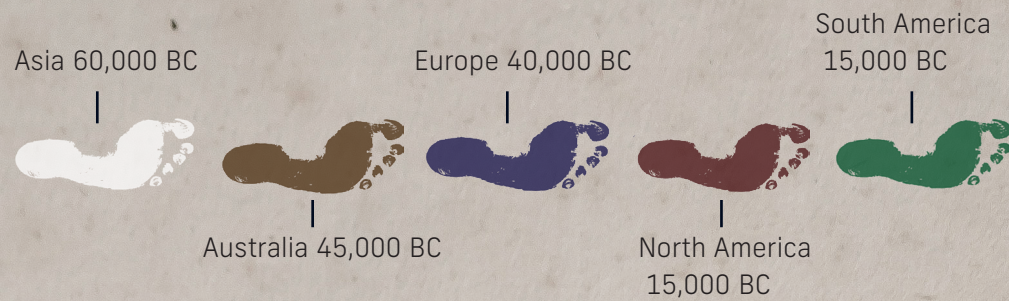 Asia 60,000 BC
Australia 45,000 BC
Europe 40,000 BC
North America
15,000 BC
South America
15,000 BC